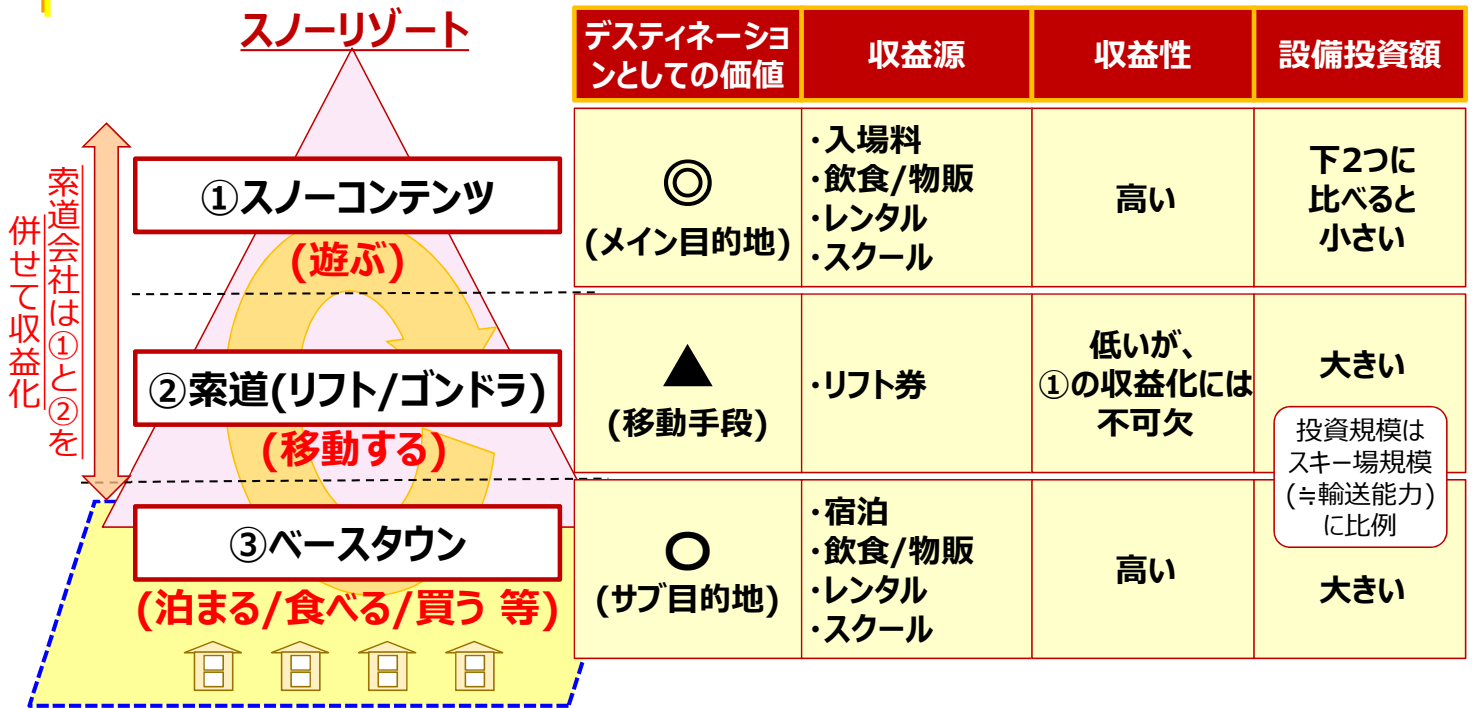 スノーリゾート
索道会社は①と②を
併せて収益化
①スノーコンテンツ
(遊ぶ)
②索道(リフト/ゴンドラ)
(移動する)
③ベースタウン
(泊まる/食べる/買う 等)
デスティネーショ
ンとしての価値
収益源
収益性
設備投資額
◎
(メイン目的地)
・入場料
・飲食/物販
・レンタル
・スクール
高い
下2つに
比べると
小さい
▲
(移動手段)
・リフト券
低いが、
①の収益化には
不可欠
大きい
投資規模は
スキー場規模
(≒輸送能力)
に比例
○
(サブ目的地)
・宿泊
・飲食/物販
・レンタル
・スクール
高い
大きい